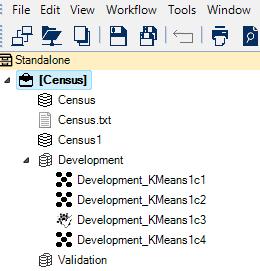 File Edit View Workflow Tools Window
Standalone
[Census]
Census
Census.txt
Census1
Development
Development_KMeans1c1
Development_KMeans1c2
Development_KMeans1c3
Development_KMeans1c4
Validation